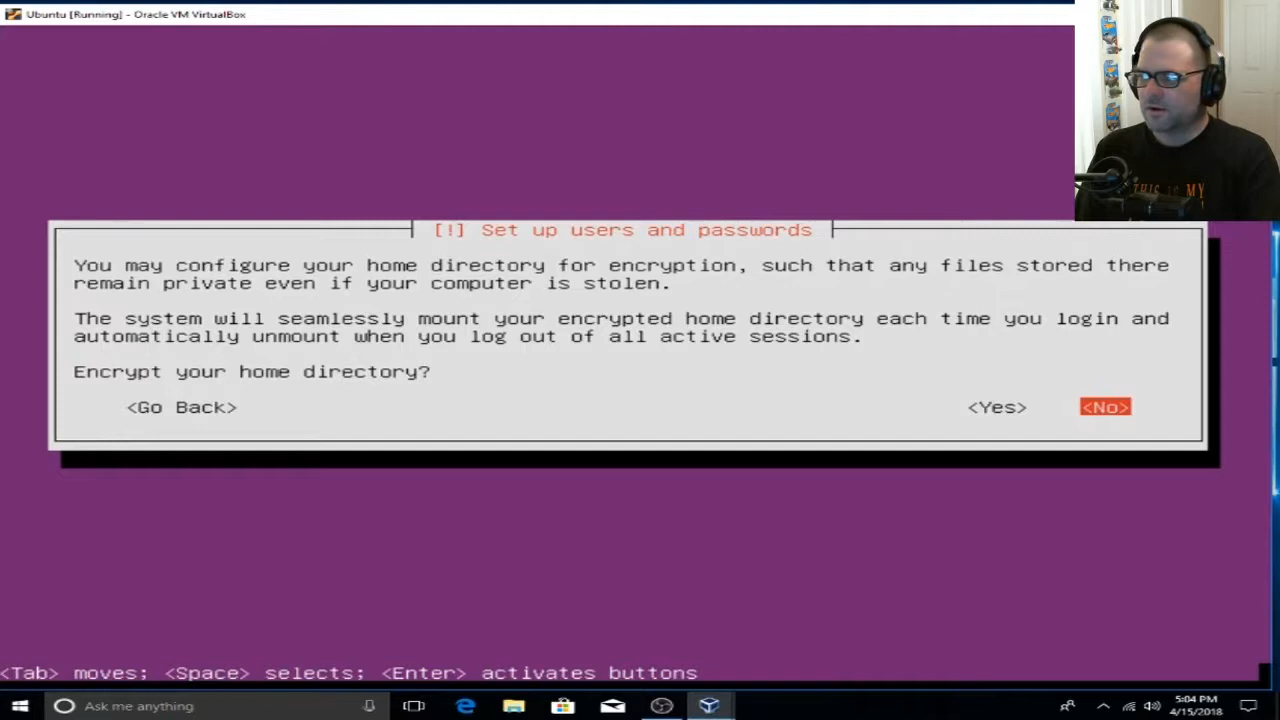 Ubuntu [Running] - Oracle VM VirtualBox
THIS IS MY
[!] Set up users and passwords
You may configure your home directory for encryption, such that any files stored there
remain private even if your computer is stolen.
The system will seamlessly mount your encrypted home directory each time you login and
automatically unmount when you log out of all active sessions.
Encrypt your home directory?
<Go Back> <Yes> <No>
<Tab> moves; <Space> selects; <Enter> activates buttons
Ask me anything
5:04 PM
4/15/2018